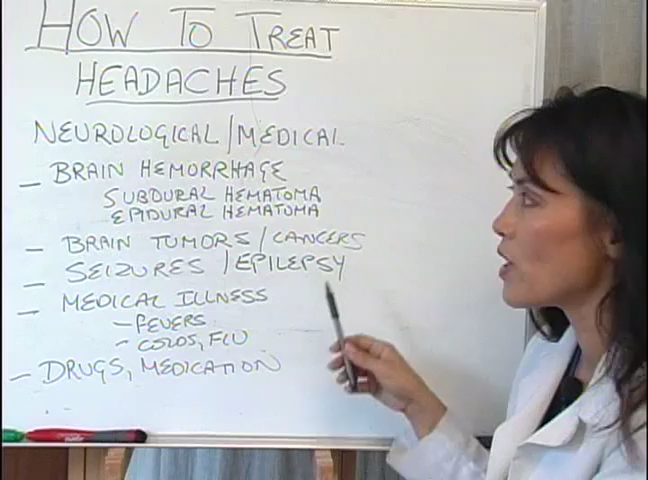 HOW TO TREAT
HEADACHES
NEUROLOGICAL/MEDICAL
- BRAIN HEMORRHAGE
SUBDURAL HEMATOMA
EPIDURAL HEMATOMA
- BRAIN TUMORS/CANCERS
- SEIZURES/EPILEPSY
- MEDICAL ILLNESS
- FEVERS
- COLDS, FLU
- DRUGS, MEDICATION